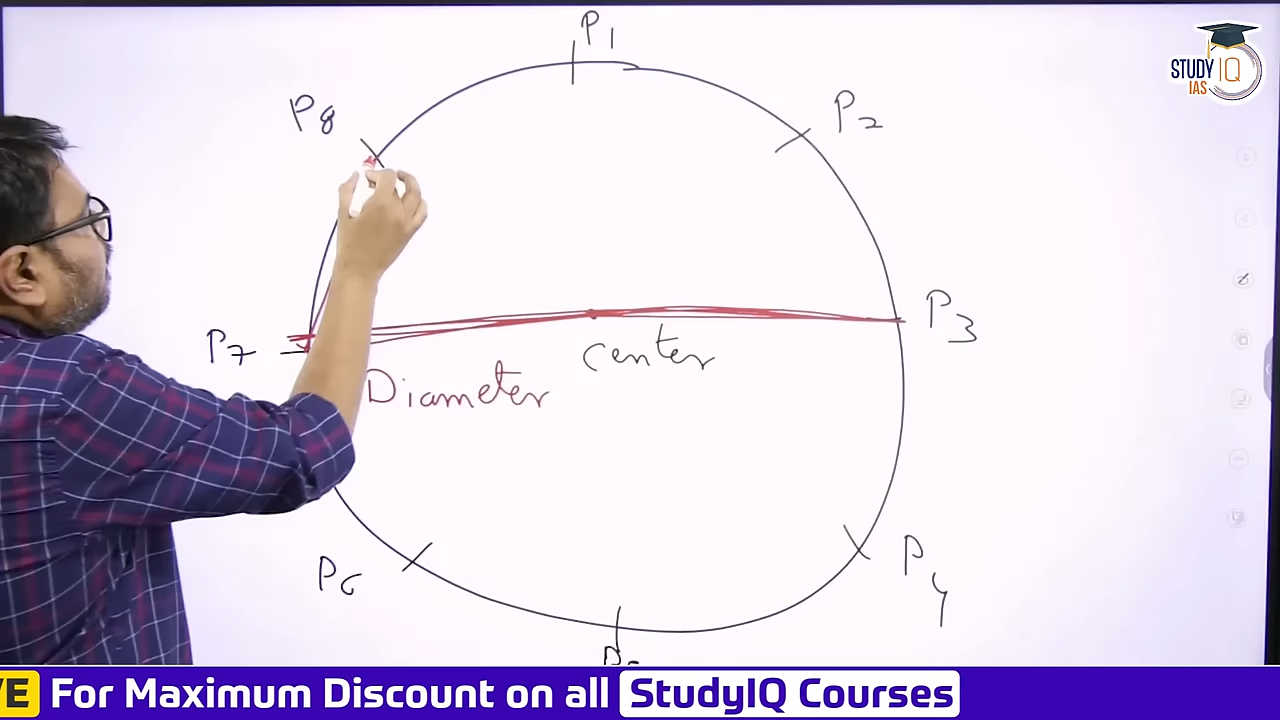 P1
STUDY IQ
IAS
P8
P2
P3
P7
center
Diameter
P6
P4
For Maximum Discount on all StudyIQ Courses